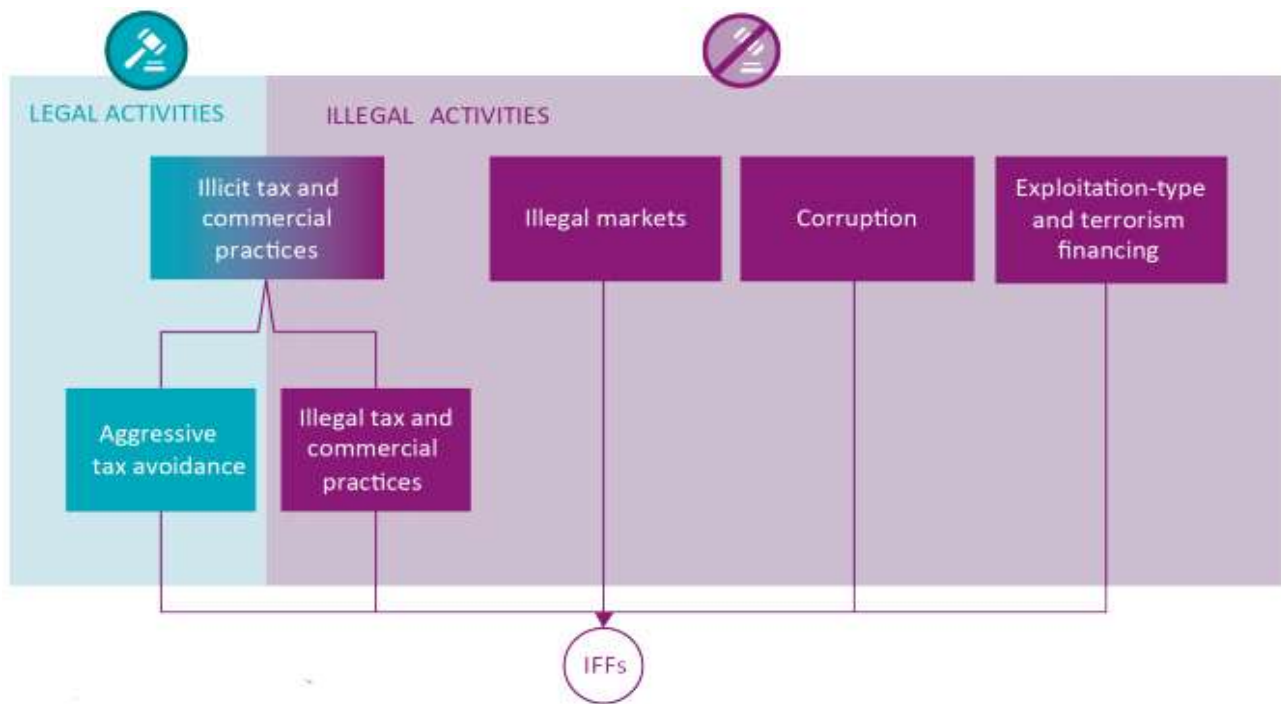 LEGAL ACTIVITIES
ILLEGAL ACTIVITIES
Illicit tax and
commercial
practices
Illegal markets
Corruption
Exploitation-type
and terrorism
financing
Aggressive
tax avoidance
Illegal tax and
commercial
practices
IFFs